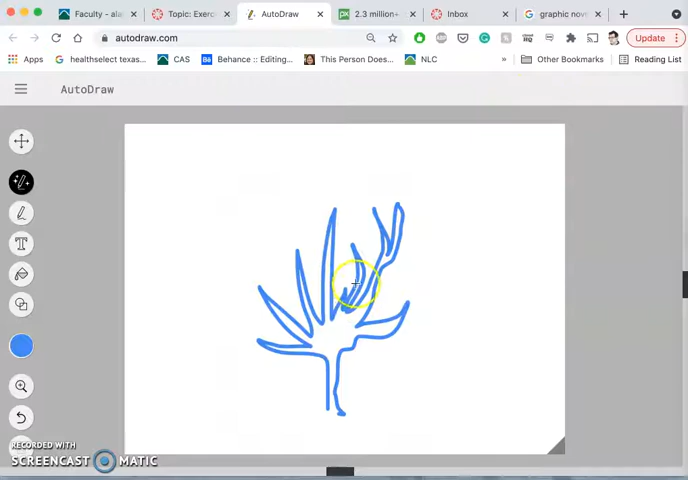 Faculty - ala
Topic: Exerc
AutoDraw
2.3 million+
Inbox
graphic nov
autodraw.com
Update
Apps
healthselect texas...
CAS
Behance :: Editing...
This Person Does...
NLC
»
Other Bookmarks
Reading List
AutoDraw
T
RECORDED WITH
SCREENCAST MATIC